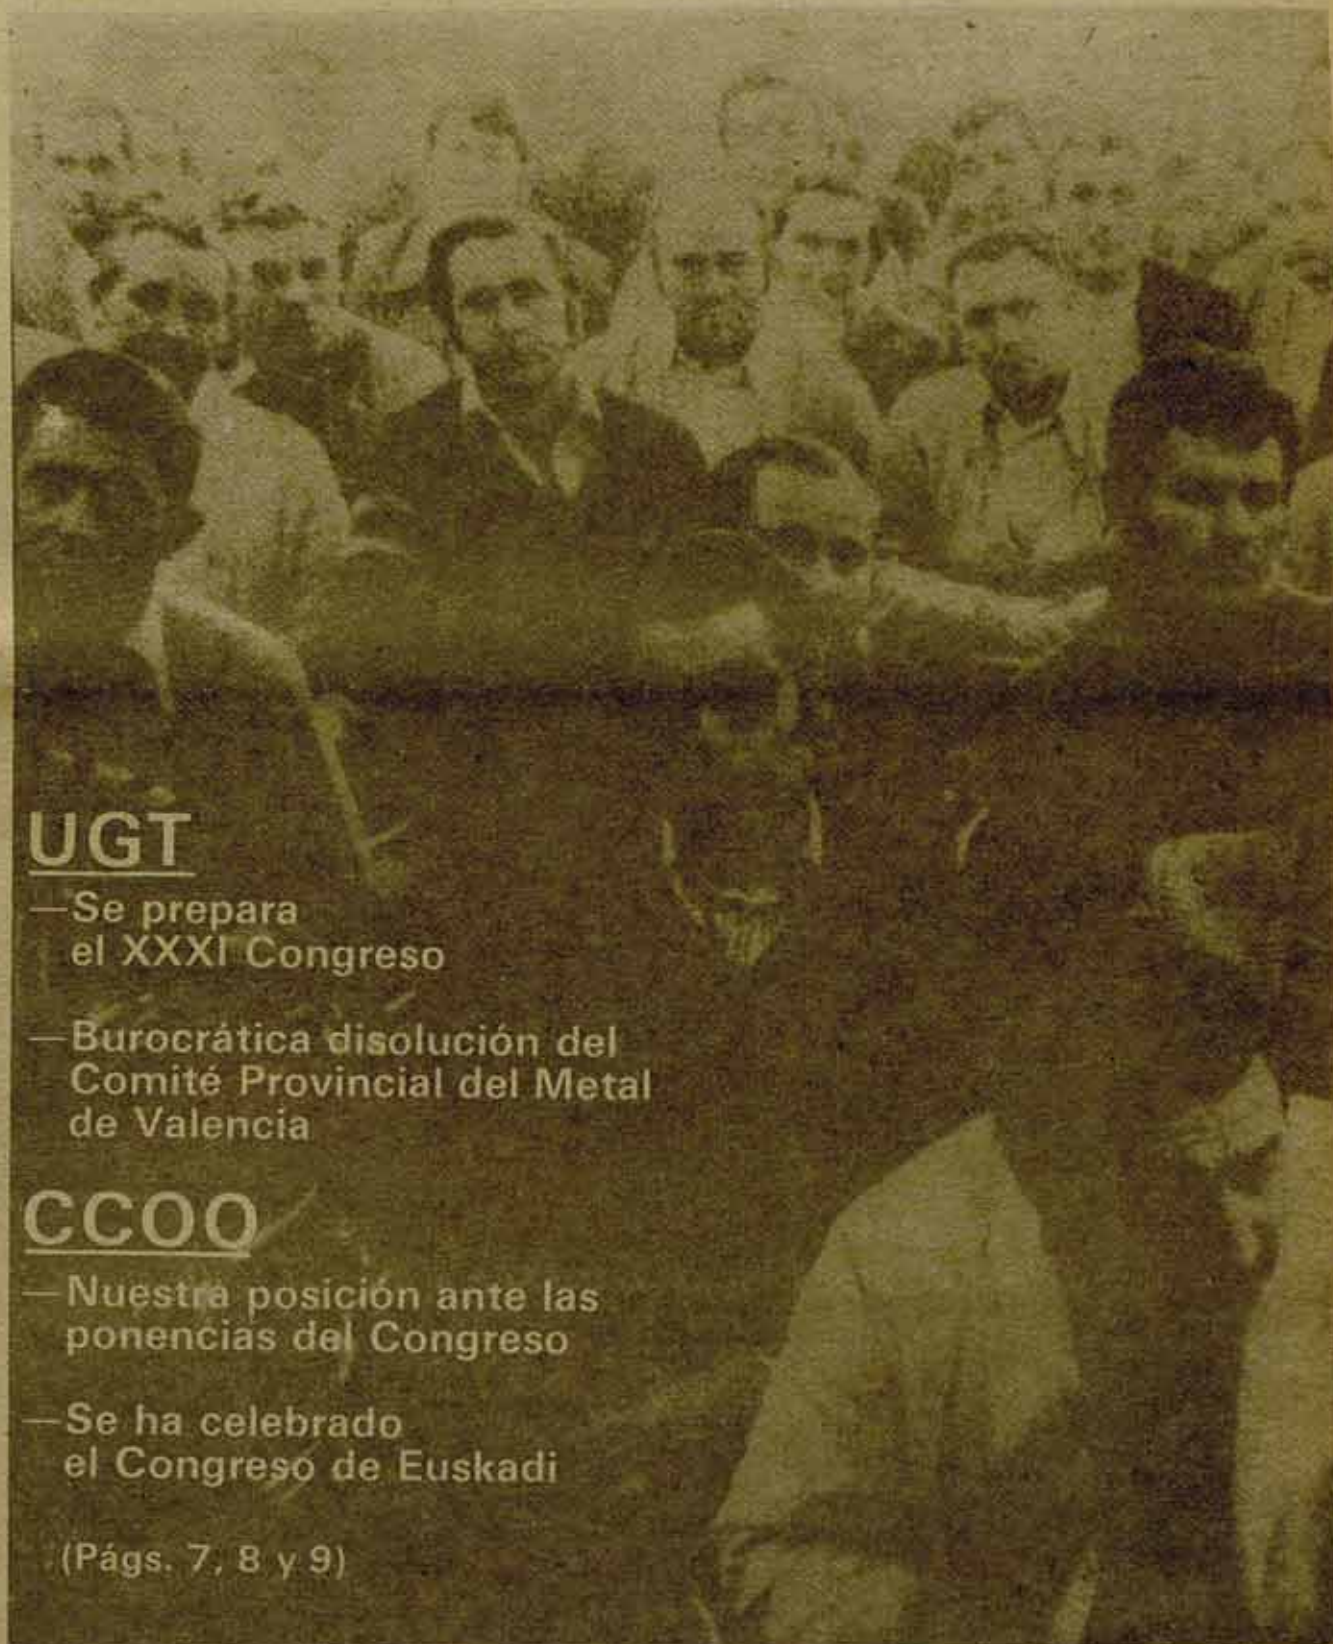 UGT
—Se prepara
el XXXI Congreso
—Burocrática disolución del
Comité Provincial del Metal
de Valencia
CCOO
—Nuestra posición ante las
ponencias del Congreso
—Se ha celebrado
el Congreso de Euskadi
(Págs. 7, 8 y 9)